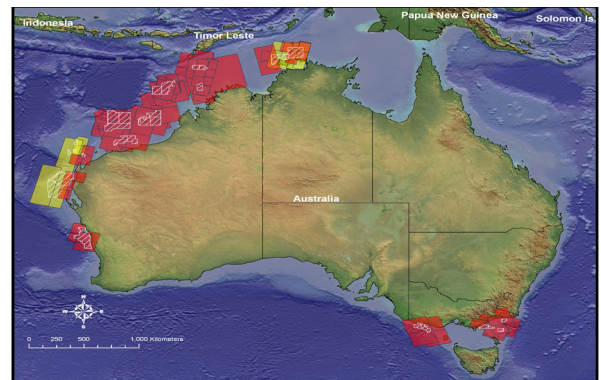 Indonesia
Papua New Guinea
Solomon Is.
Timor Leste
Australia
N
W E
S
0 250 500 1,000 Kilometers